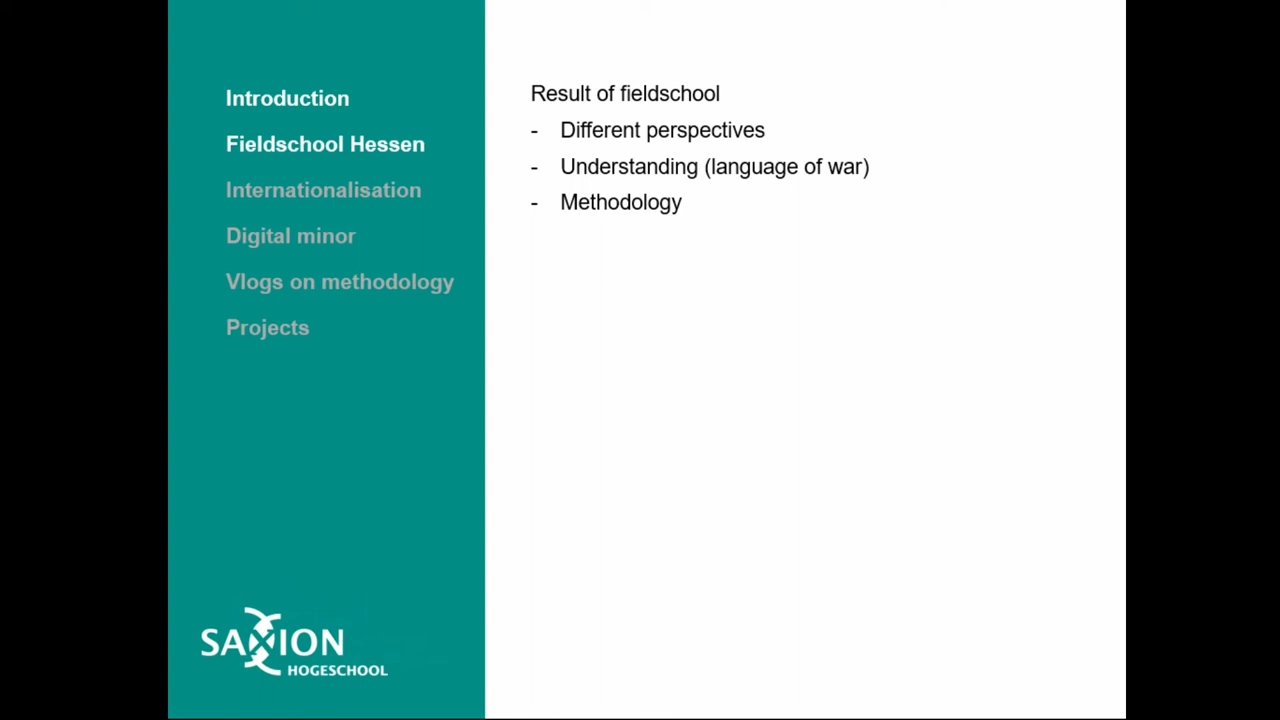 Introduction
Fieldschool Hessen
Internationalisation
Digital minor
Vlogs on methodology
Projects
SAXION
HOGESCHOOL
Result of fieldschool
- Different perspectives
- Understanding (language of war)
- Methodology